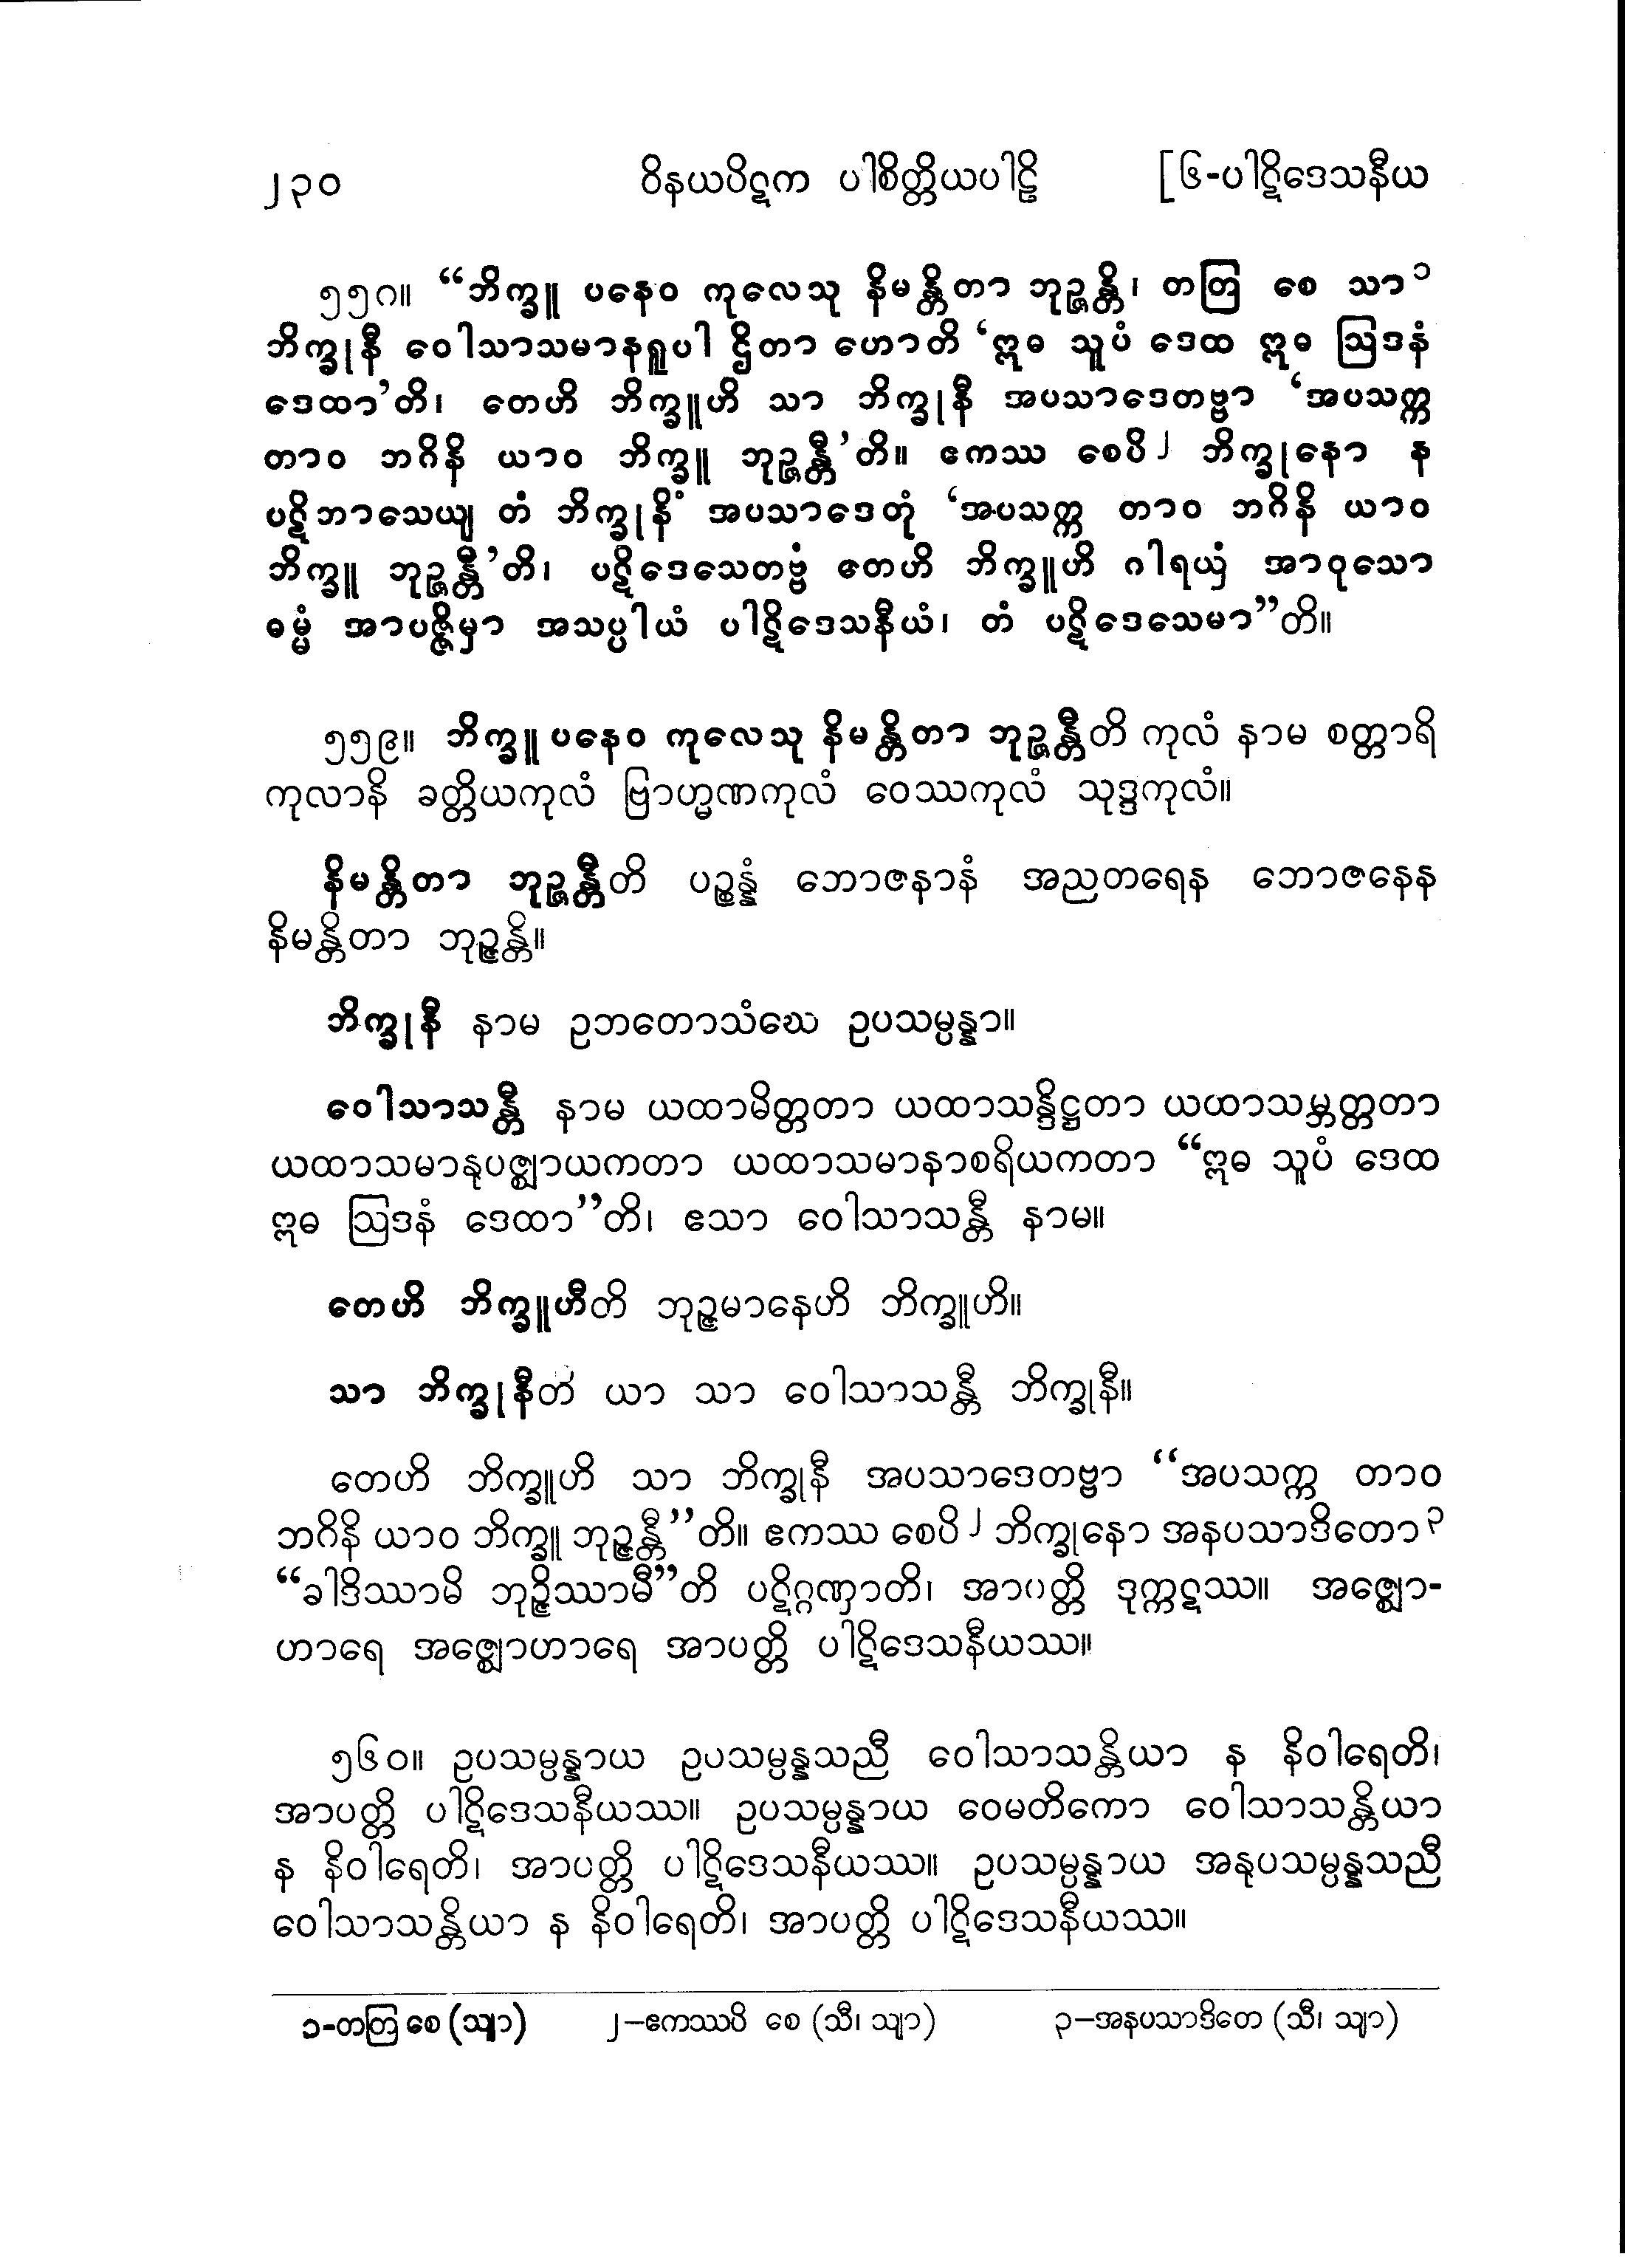 ၂၃၀ ဝိနယပိဋက ပါစိတ္တိယပါဠိ [၆-ပါဋိဒေသနီယ
၅၅၈။ “ဘိက္ခူ ပနေဝ ကုလေသု နိမန္တိတာ ဘုဉ္ဇန္တိ၊ တတြ စေ သာ၁
ဘိက္ခုနီ ဝေါသာသမာနရူပါ ဌိတာ ဟောတိ ‘ဣဓ သူပံ ဒေထ ဣဓ ဩဒနံ
ဒေထာ’တိ၊ တေဟိ ဘိက္ခူဟိ သာ ဘိက္ခုနီ အပသာဒေတဗ္ဗာ ‘အပသက္က
တာဝ ဘဂိနိ ယာဝ ဘိက္ခူ ဘုဉ္ဇန္တီ’တိ။ ဧကဿ စေပိ၂ ဘိက္ခုနော န
ပဋိဘာသေယျ တံ ဘိက္ခုနိံ အပသာဒေတုံ ‘အပသက္က တာဝ ဘဂိနိ ယာဝ
ဘိက္ခူ ဘုဉ္ဇန္တီ’တိ၊ ပဋိဒေသေတဗ္ဗံ တေဟိ ဘိက္ခူဟိ ဂါရယှံ အာဝုသော
ဓမ္မံ အာပဇ္ဇိမှာ အသပ္ပါယံ ပါဋိဒေသနီယံ၊ တံ ပဋိဒေသေမာ”တိ။
၅၅၉။ ဘိက္ခူ ပနေဝ ကုလေသု နိမန္တိတာ ဘုဉ္ဇန္တီတိ ကုလံ နာမ စတ္တာရိ
ကုလာနိ ခတ္တိယကုလံ ဗြာဟ္မဏကုလံ ဝေဿကုလံ သုဒ္ဒကုလံ။
နိမန္တိတာ ဘုဉ္ဇန္တီတိ ပဉ္စန္နံ ဘောဇနာနံ အညတရေန ဘောဇနေန
နိမန္တိတာ ဘုဉ္ဇန္တိ။
ဘိက္ခုနီ နာမ ဥဘတောသံဃေ ဥပသမ္ပန္နာ။
ဝေါသာသန္တီ နာမ ယထာမိတ္တတာ ယထာသန္ဒိဋ္ဌတာ ယထာသမ္ဘတ္တတာ
ယထာသမာနုပဇ္ဈာယကတာ ယထာသမာနာစရိယကတာ “ဣဓ သူပံ ဒေထ
ဣဓ ဩဒနံ ဒေထာ”တိ၊ ဧသာ ဝေါသာသန္တီ နာမ။
တေဟိ ဘိက္ခူဟီတိ ဘုဉ္ဇမာနေဟိ ဘိက္ခူဟိ။
သာ ဘိက္ခုနီတိ ယာ သာ ဝေါသာသန္တီ ဘိက္ခုနီ။
တေဟိ ဘိက္ခူဟိ သာ ဘိက္ခုနီ အပသာဒေတဗ္ဗာ “အပသက္က တာဝ
ဘဂိနိ ယာဝ ဘိက္ခူ ဘုဉ္ဇန္တီ”တိ။ ဧကဿ စေပိ၂ ဘိက္ခုနော အနပသာဒိတော၃
“ခါဒိဿာမိ ဘုဉ္ဇိဿာမီ”တိ ပဋိဂ္ဂဏှာတိ၊ အာပတ္တိ ဒုက္ကဋဿ။ အဇ္ဈော-
ဟာရေ အဇ္ဈောဟာရေ အာပတ္တိ ပါဋိဒေသနီယဿ။
၅၆၀။ ဥပသမ္ပန္နာယ ဥပသမ္ပန္နသညီ ဝေါသာသန္တိယာ န နိဝါရေတိ၊
အာပတ္တိ ပါဋိဒေသနီယဿ။ ဥပသမ္ပန္နာယ ဝေမတိကော ဝေါသာသန္တိယာ
န နိဝါရေတိ၊ အာပတ္တိ ပါဋိဒေသနီယဿ။ ဥပသမ္ပန္နာယ အနုပသမ္ပန္နသညီ
ဝေါသာသန္တိယာ န နိဝါရေတိ၊ အာပတ္တိ ပါဋိဒေသနီယဿ။
၁-တတြ စေ (သျာ) ၂–ဧကဿပိ စေ (သီ၊ သျာ) ၃–အနပသာဒိတေ (သီ၊ သျာ)